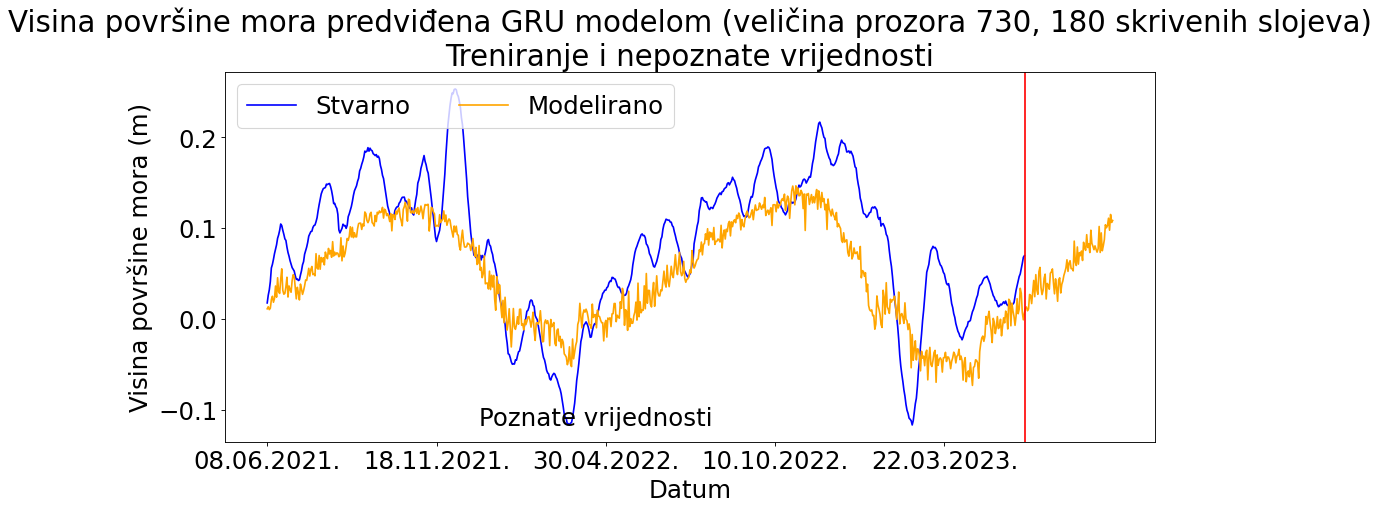 Visina površine mora predviđena GRU modelom (veličina prozora 730, 180 skrivenih slojeva)
Treniranje i nepoznate vrijednosti
Stvarno Modelirano
Visina površine mora (m)
0.2
0.1
0.0
−0.1
Poznate vrijednosti
08.06.2021. 18.11.2021. 30.04.2022. 10.10.2022. 22.03.2023.
Datum